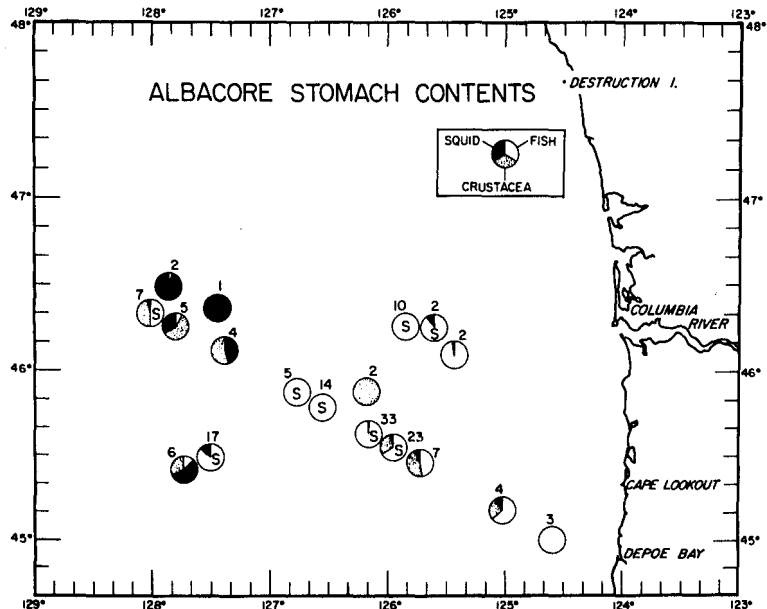 129° 128° 127° 126° 125° 124° 123°
48° 48°
ALBACORE STOMACH CONTENTS
DESTRUCTION I.
SQUID FISH
CRUSTACEA
47° 47°
2
7 S 5 1
4
10 S 2 S 2
COLUMBIA
RIVER
46° 46°
5 S 14 S 2
33 S 23 S 7
6 17 S
4
CAPE LOOKOUT
3
45° 45°
DEPOE BAY
129° 128° 127° 126° 125° 124° 123°